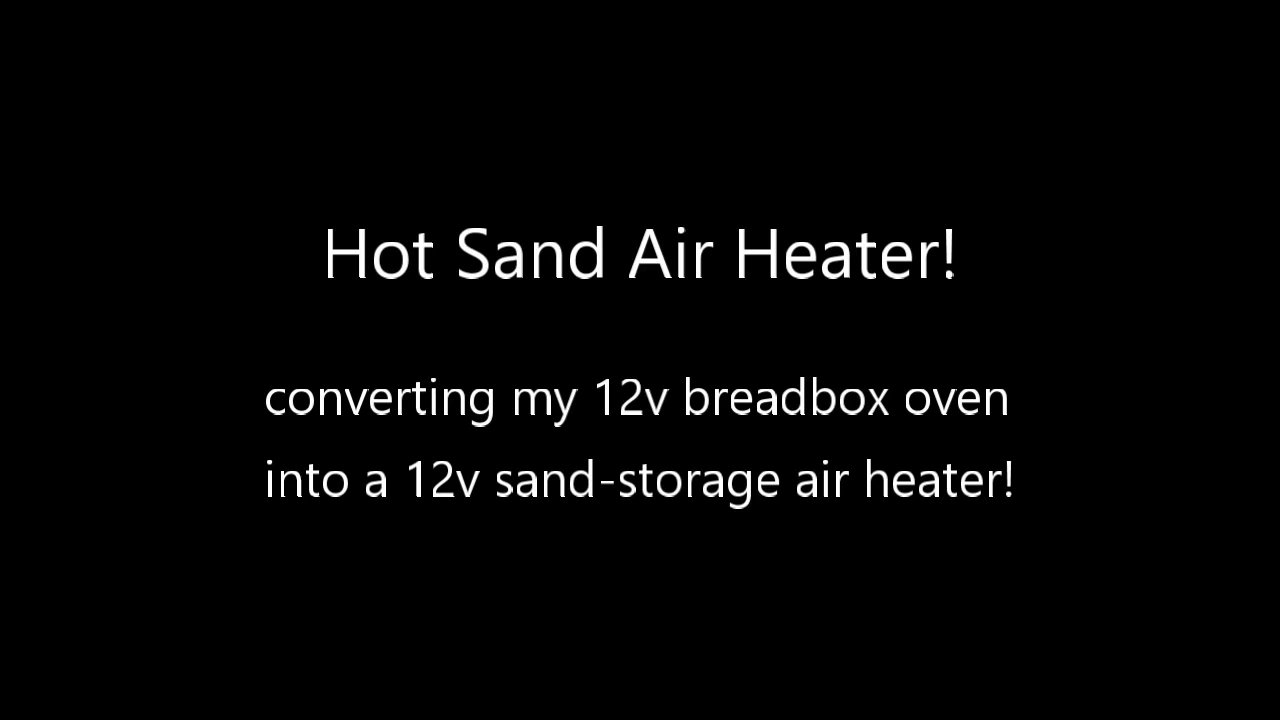 Hot Sand Air Heater!
converting my 12v breadbox oven
into a 12v sand-storage air heater!